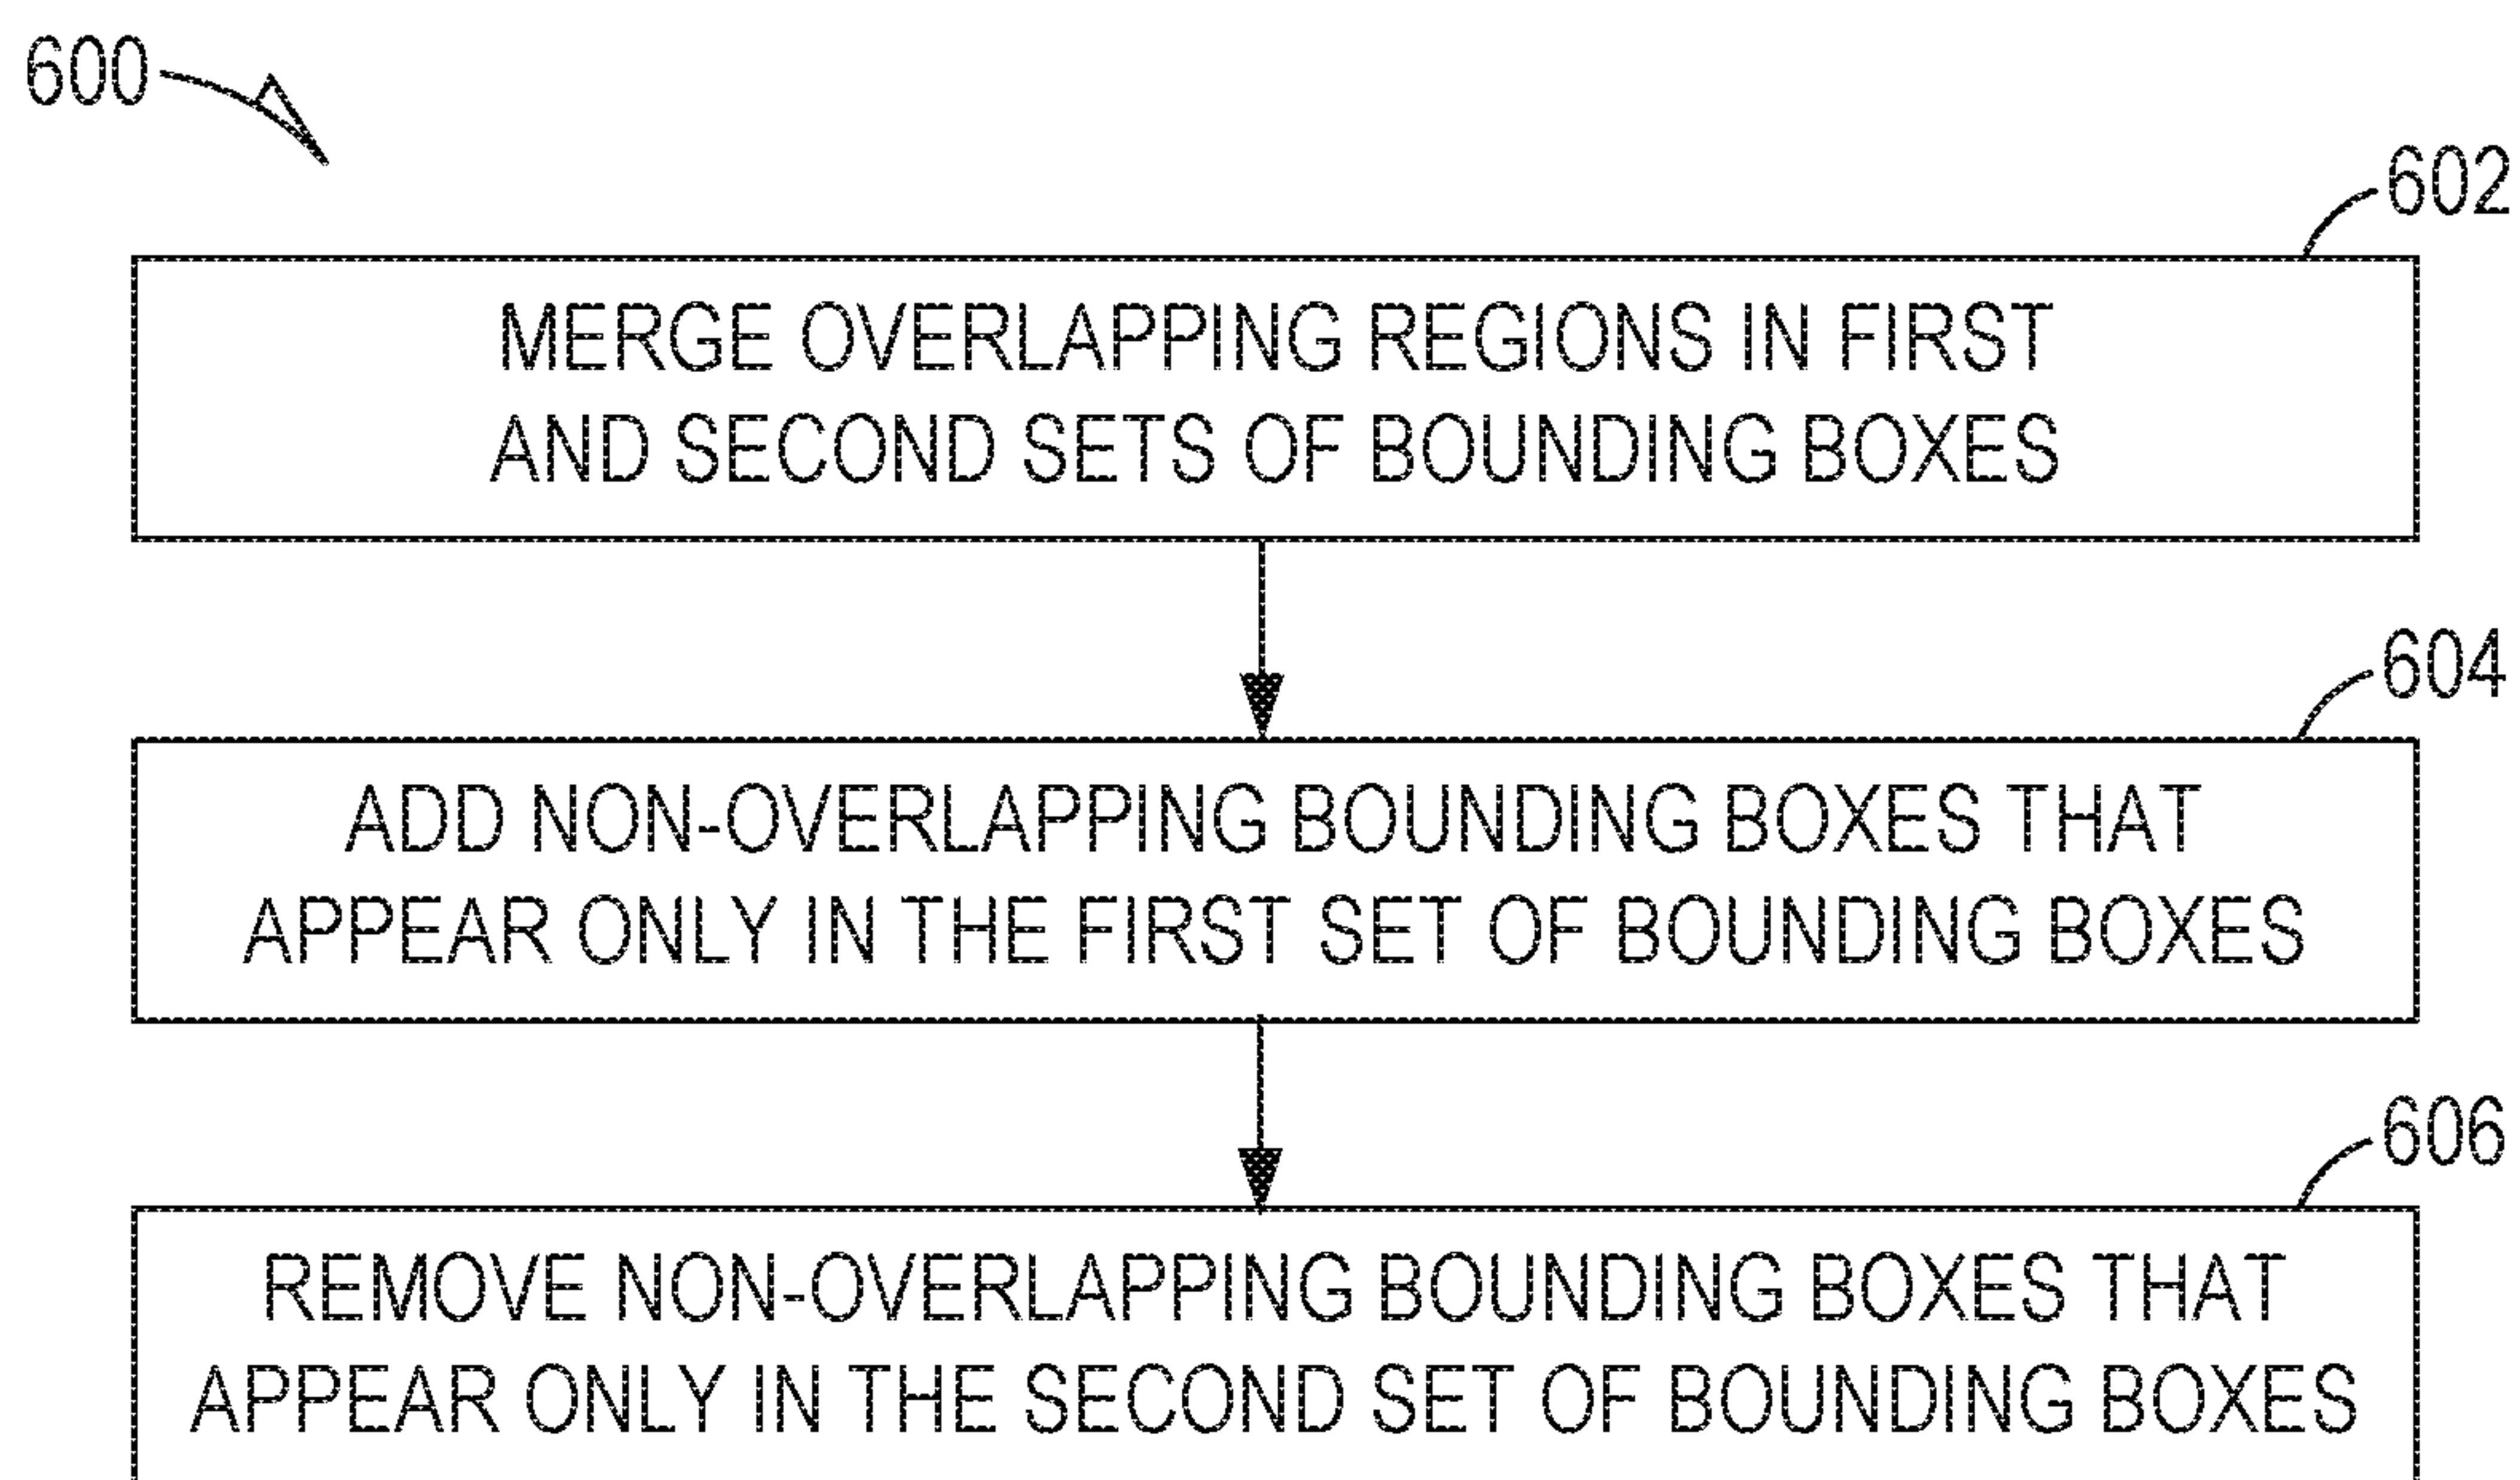 600
602
MERGE OVERLAPPING REGIONS IN FIRST
AND SECOND SETS OF BOUNDING BOXES
604
ADD NON-OVERLAPPING BOUNDING BOXES THAT
APPEAR ONLY IN THE FIRST SET OF BOUNDING BOXES
606
REMOVE NON-OVERLAPPING BOUNDING BOXES THAT
APPEAR ONLY IN THE SECOND SET OF BOUNDING BOXES